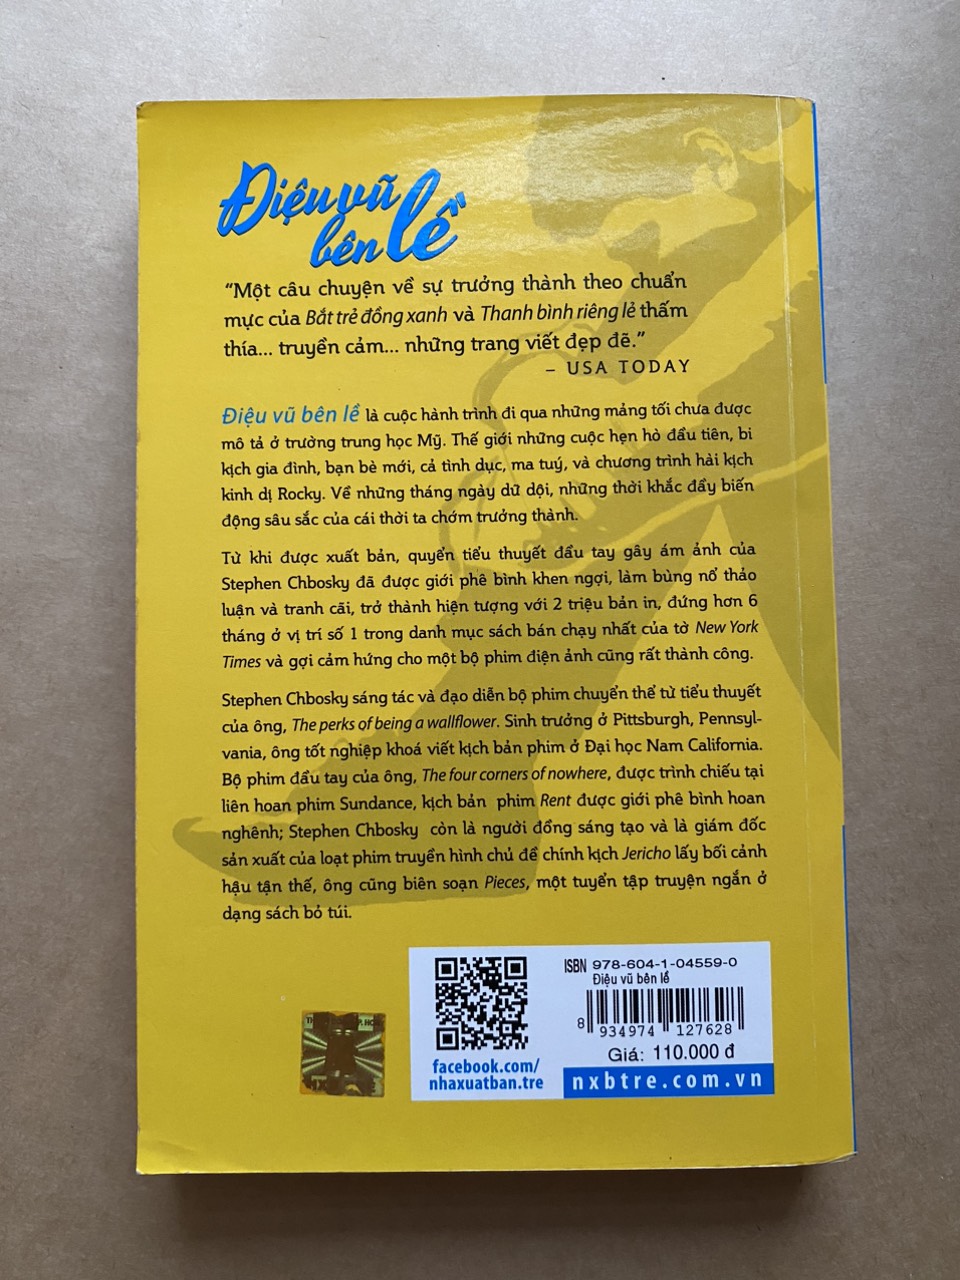 Điệu vũ
bên lề
“Một câu chuyện về sự trưởng thành theo chuẩn
mực của Bắt trẻ đồng xanh và Thanh bình riêng lẻ thấm
thía... truyền cảm... những trang viết đẹp đẽ.”
– USA TODAY
Điệu vũ bên lề là cuộc hành trình đi qua những mảng tối chưa được
mô tả ở trường trung học Mỹ. Thế giới những cuộc hẹn hò đầu tiên, bi
kịch gia đình, bạn bè mới, cả tình dục, ma tuý, và chương trình hài kịch
kinh dị Rocky. Về những tháng ngày dữ dội, những thời khắc đầy biến
động sâu sắc của cái thời ta chớm trưởng thành.
Từ khi được xuất bản, quyển tiểu thuyết đầu tay gây ám ảnh của
Stephen Chbosky đã được giới phê bình khen ngợi, làm bùng nổ thảo
luận và tranh cãi, trở thành hiện tượng với 2 triệu bản in, đứng hơn 6
tháng ở vị trí số 1 trong danh mục sách bán chạy nhất của tờ New York
Times và gợi cảm hứng cho một bộ phim điện ảnh cũng rất thành công.
Stephen Chbosky sáng tác và đạo diễn bộ phim chuyển thể từ tiểu thuyết
của ông, The perks of being a wallflower. Sinh trưởng ở Pittsburgh, Pennsyl-
vania, ông tốt nghiệp khoá viết kịch bản phim ở Đại học Nam California.
Bộ phim đầu tay của ông, The four corners of nowhere, được trình chiếu tại
liên hoan phim Sundance, kịch bản phim Rent được giới phê bình hoan
nghênh; Stephen Chbosky còn là người đồng sáng tạo và là giám đốc
sản xuất của loạt phim truyền hình chủ đề chính kịch Jericho lấy bối cảnh
hậu tận thế, ông cũng biên soạn Pieces, một tuyển tập truyện ngắn ở
dạng sách bỏ túi.
ISBN 978-604-1-04559-0
Điệu vũ bên lề
8 934974 127628
Giá: 110.000 đ
facebook.com/
nhaxuatban.tre
nxbtre.com.vn